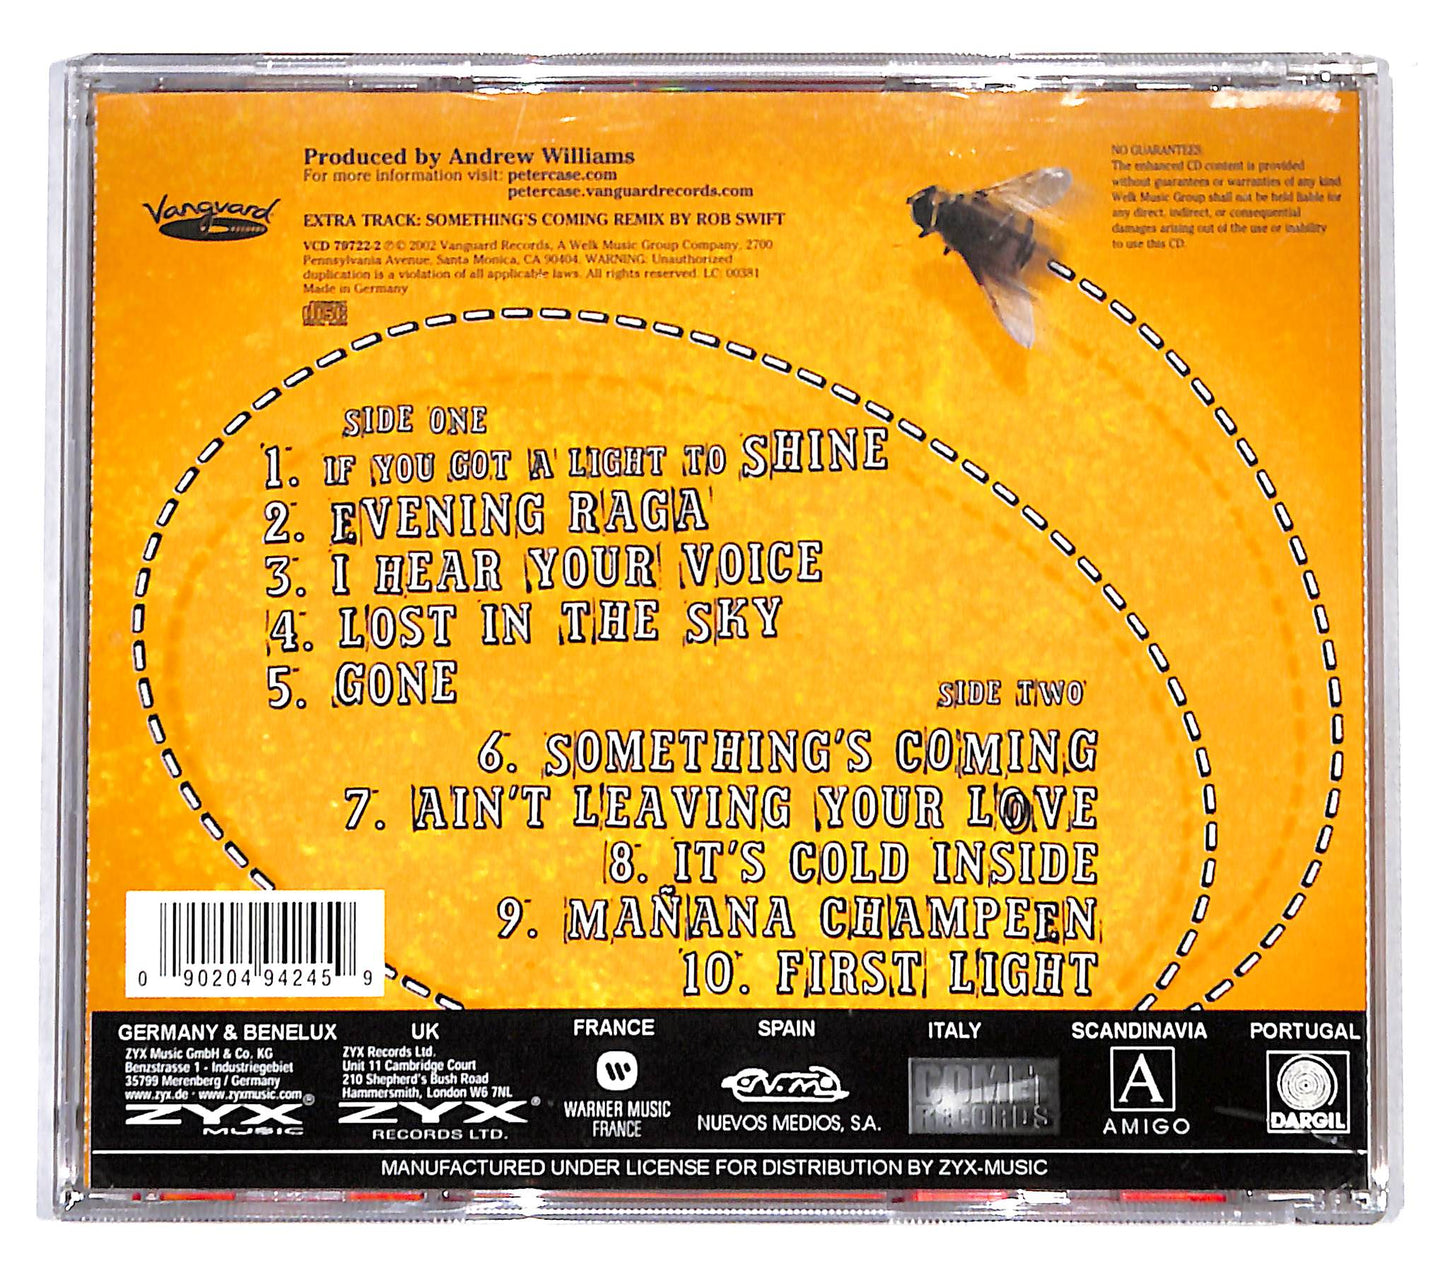 Produced by Andrew Williams
For more information visit: petercase.com
petercase.vanguardrecords.com
EXTRA TRACK: SOMETHING'S COMING REMIX BY ROB SWIFT
VCD 79722-2 ℗© 2002 Vanguard Records, A Welk Music Group Company, 2700
Pennsylvania Avenue, Santa Monica, CA 90404. WARNING: Unauthorized
duplication is a violation of all applicable laws. All rights reserved. LC: 00381
Made in Germany
Vanguard
NO GUARANTEES:
The enhanced CD content is provided
without guarantees or warranties of any kind
Welk Music Group shall not be held liable for
any direct, indirect, or consequential
damages arising out of the use or inability
to use this CD.
SIDE ONE
1. IF YOU GOT A LIGHT TO SHINE
2. EVENING RAGA
3. I HEAR YOUR VOICE
4. LOST IN THE SKY
5. GONE
SIDE TWO
6. SOMETHING'S COMING
7. AIN'T LEAVING YOUR LOVE
8. IT'S COLD INSIDE
9. MAÑANA CHAMPEEN
10. FIRST LIGHT
0 90204 94245 9
GERMANY & BENELUX
ZYX Music GmbH & Co. KG
Benzstrasse 1 - Industriegebiet
35799 Merenberg / Germany
www.zyx.de · www.zyxmusic.com
ZYX
MUSIC
UK
ZYX Records Ltd.
Unit 11 Cambridge Court
210 Shepherd's Bush Road
Hammersmith, London W6 7NL
ZYX
RECORDS LTD.
FRANCE
WARNER MUSIC
FRANCE
SPAIN
NUEVOS MEDIOS, S.A.
ITALY
COMET
RECORDS
SCANDINAVIA
A
AMIGO
PORTUGAL
DARGIL
MANUFACTURED UNDER LICENSE FOR DISTRIBUTION BY ZYX-MUSIC